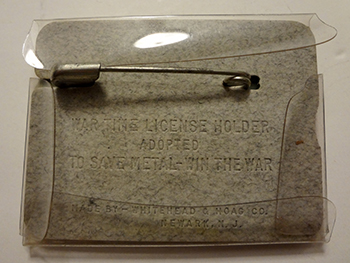 WAR TIME LICENSE HOLDER
ADOPTED
TO SAVE METAL-WIN THE WAR
MADE BY-WHITEHEAD & HOAG CO.
NEWARK, N.J.